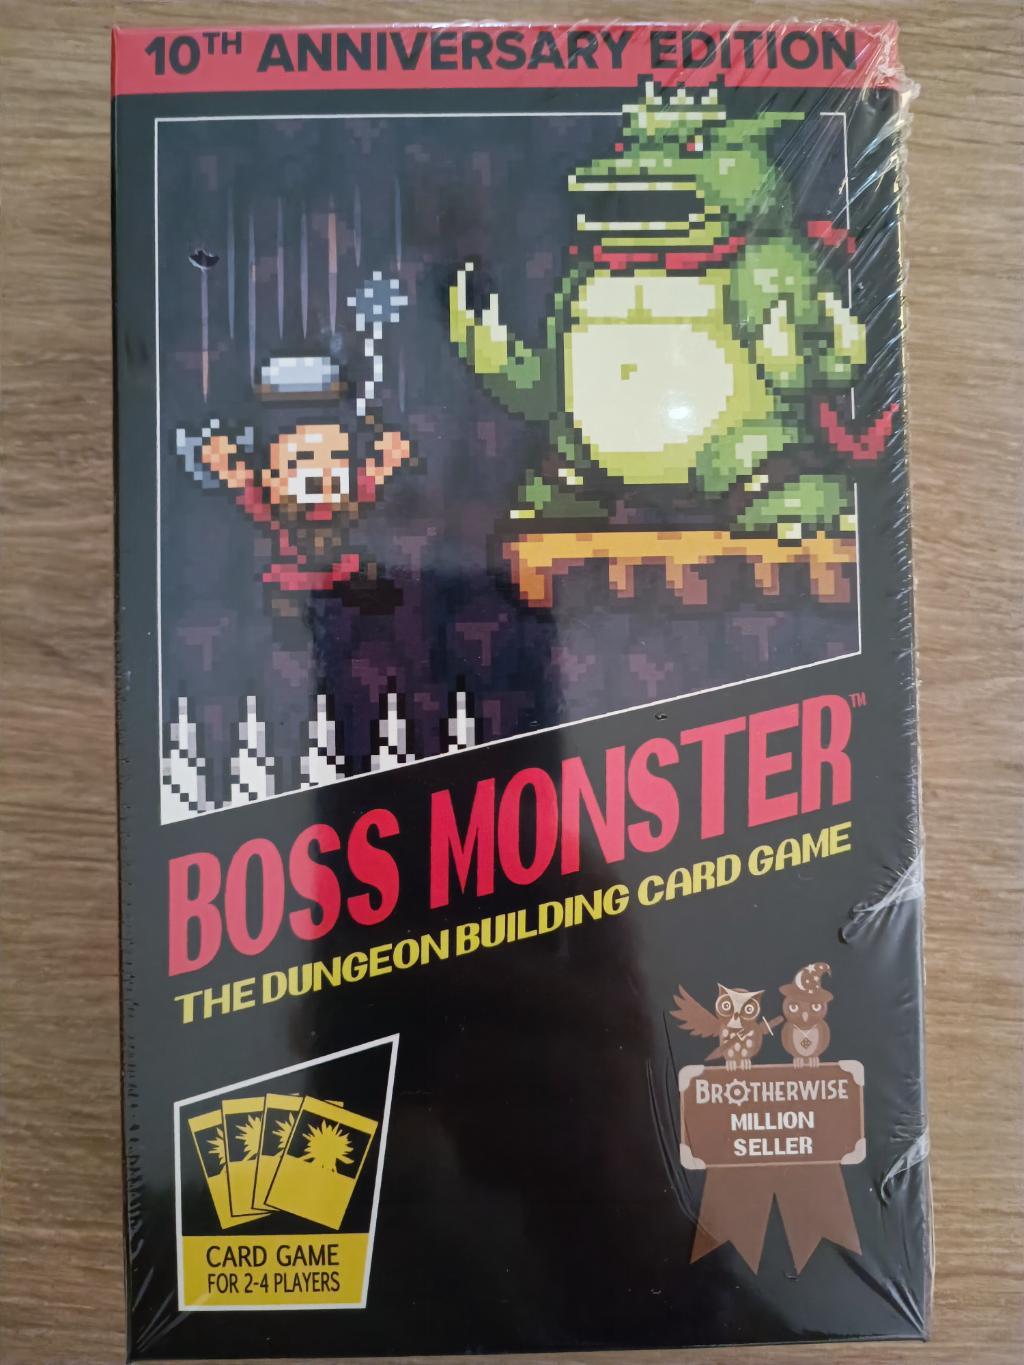 10TH ANNIVERSARY EDITION
BOSS MONSTER™
THE DUNGEON BUILDING CARD GAME
BROTHERWISE
MILLION
SELLER
CARD GAME
FOR 2-4 PLAYERS